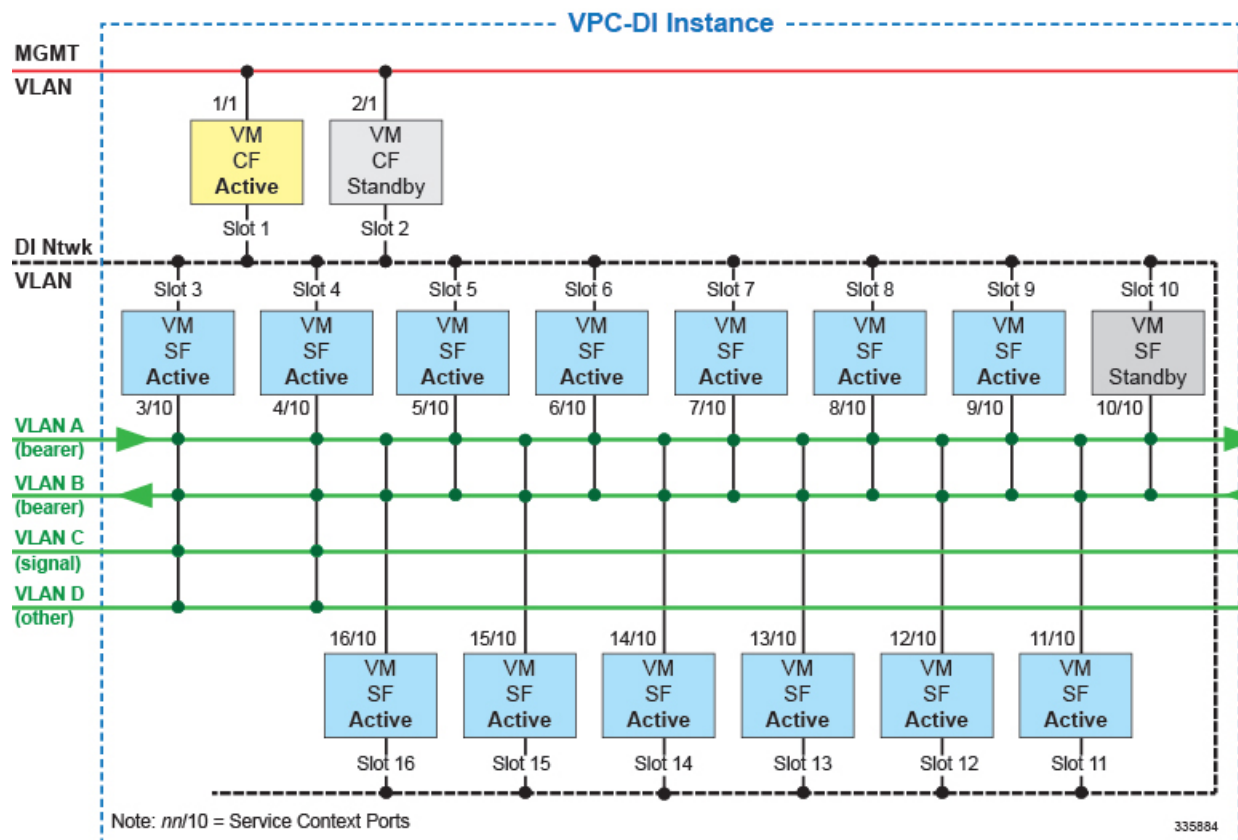 VPC-DI Instance
MGMT
VLAN
1/1
2/1
VM
CF
Active
VM
CF
Standby
Slot 1
Slot 2
DI Ntwk
VLAN
Slot 3
Slot 4
Slot 5
Slot 6
Slot 7
Slot 8
Slot 9
Slot 10
VM
SF
Active
VM
SF
Active
VM
SF
Active
VM
SF
Active
VM
SF
Active
VM
SF
Active
VM
SF
Active
VM
SF
Standby
3/10
4/10
5/10
6/10
7/10
8/10
9/10
10/10
VLAN A
(bearer)
VLAN B
(bearer)
VLAN C
(signal)
VLAN D
(other)
16/10
15/10
14/10
13/10
12/10
11/10
VM
SF
Active
VM
SF
Active
VM
SF
Active
VM
SF
Active
VM
SF
Active
VM
SF
Active
Slot 16
Slot 15
Slot 14
Slot 13
Slot 12
Slot 11
Note: nn/10 = Service Context Ports
335884